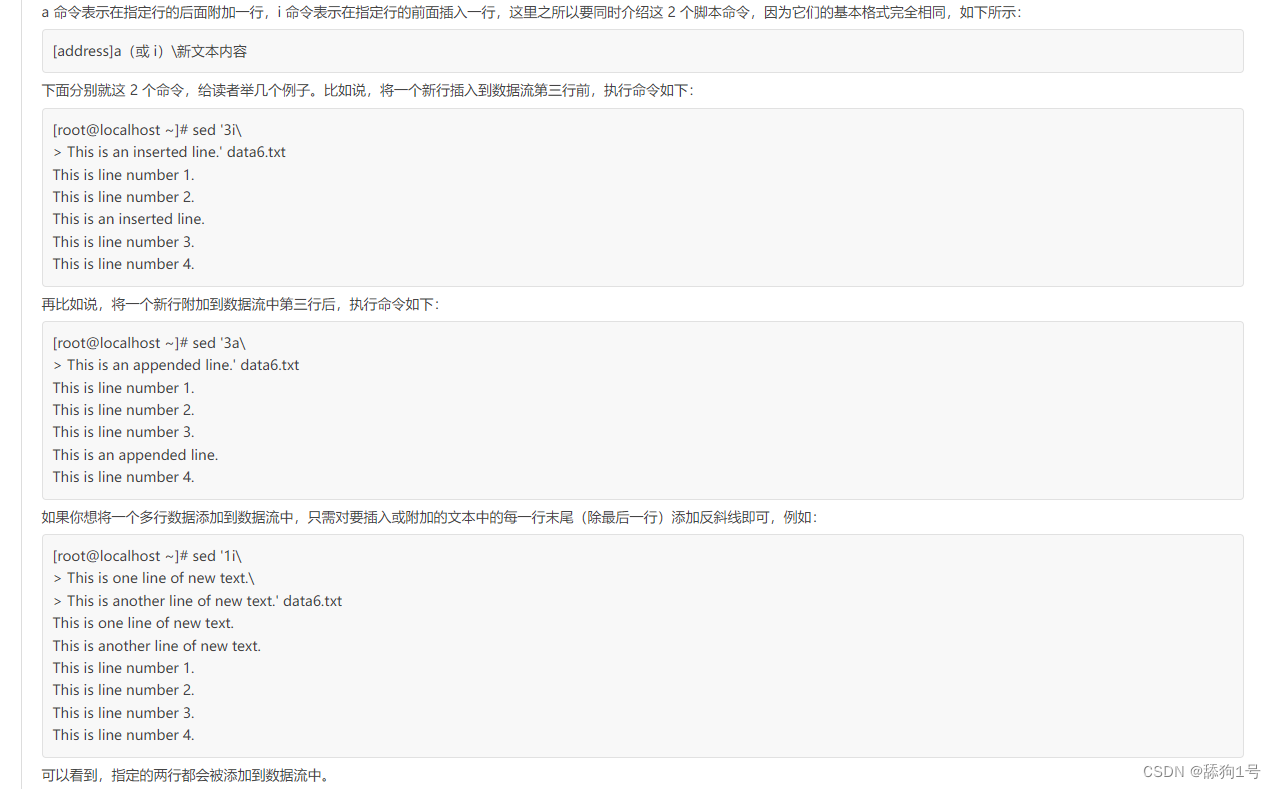 a 命令表示在指定行的后面附加一行，i 命令表示在指定行的前面插入一行，这里之所以要同时介绍这 2 个脚本命令，因为它们的基本格式完全相同，如下所示：
[address]a（或 i）\新文本内容
下面分别就这 2 个命令，给读者举几个例子。比如说，将一个新行插入到数据流第三行前，执行命令如下：
[root@localhost ~]# sed '3i\
> This is an inserted line.' data6.txt
This is line number 1.
This is line number 2.
This is an inserted line.
This is line number 3.
This is line number 4.
再比如说，将一个新行附加到数据流中第三行后，执行命令如下：
[root@localhost ~]# sed '3a\
> This is an appended line.' data6.txt
This is line number 1.
This is line number 2.
This is line number 3.
This is an appended line.
This is line number 4.
如果你想将一个多行数据添加到数据流中，只需对要插入或附加的文本中的每一行末尾（除最后一行）添加反斜线即可，例如：
[root@localhost ~]# sed '1i\
> This is one line of new text.\
> This is another line of new text.' data6.txt
This is one line of new text.
This is another line of new text.
This is line number 1.
This is line number 2.
This is line number 3.
This is line number 4.
可以看到，指定的两行都会被添加到数据流中。
CSDN @舔狗1号